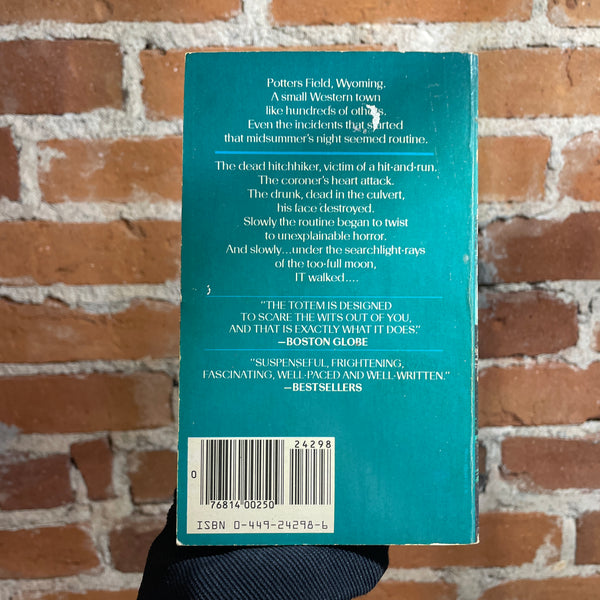 Potters Field, Wyoming.
A small Western town
like hundreds of others.
Even the incidents that started
that midsummer's night seemed routine.
The dead hitchhiker, victim of a hit-and-run.
The coroner's heart attack.
The drunk, dead in the culvert,
his face destroyed.
Slowly the routine began to twist
to unexplainable horror.
And slowly...under the searchlight-rays
of the too-full moon,
IT walked....
"THE TOTEM IS DESIGNED
TO SCARE THE WITS OUT OF YOU,
AND THAT IS EXACTLY WHAT IT DOES."
—BOSTON GLOBE
"SUSPENSEFUL, FRIGHTENING,
FASCINATING, WELL-PACED AND WELL-WRITTEN."
—BESTSELLERS
24298
0
76814 00250
ISBN 0-449-24298-6